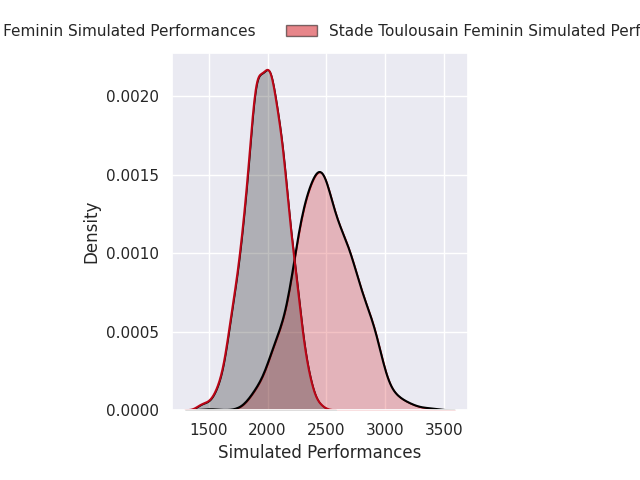 Feminin Simulated Performances
Stade Toulousain Feminin Simulated Perf
0.0020
0.0015
0.0010
0.0005
0.0000
Density
1500 2000 2500 3000 3500
Simulated Performances